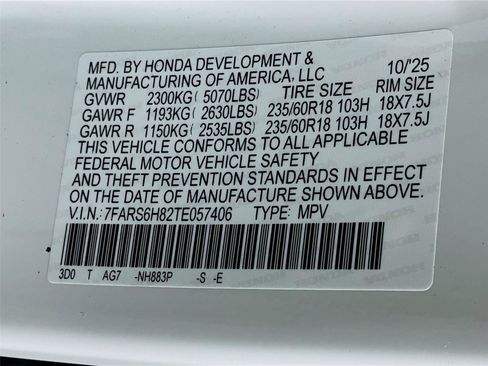 MFD. BY HONDA DEVELOPMENT & 10/'25
MANUFACTURING OF AMERICA, LLC
GVWR 2300KG( 5070LBS) TIRE SIZE RIM SIZE
GAWR F 1193KG( 2630LBS) 235/60R18 103H 18X7.5J
GAWR R 1150KG( 2535LBS) 235/60R18 103H 18X7.5J
THIS VEHICLE CONFORMS TO ALL APPLICABLE
FEDERAL MOTOR VEHICLE SAFETY
AND THEFT PREVENTION STANDARDS IN EFFECT
ON THE DATE OF MANUFACTURE SHOWN ABOVE.
V.I.N.: 7FARS6H82TE057406 TYPE: MPV
3D0 T AG7 -NH883P -S -E